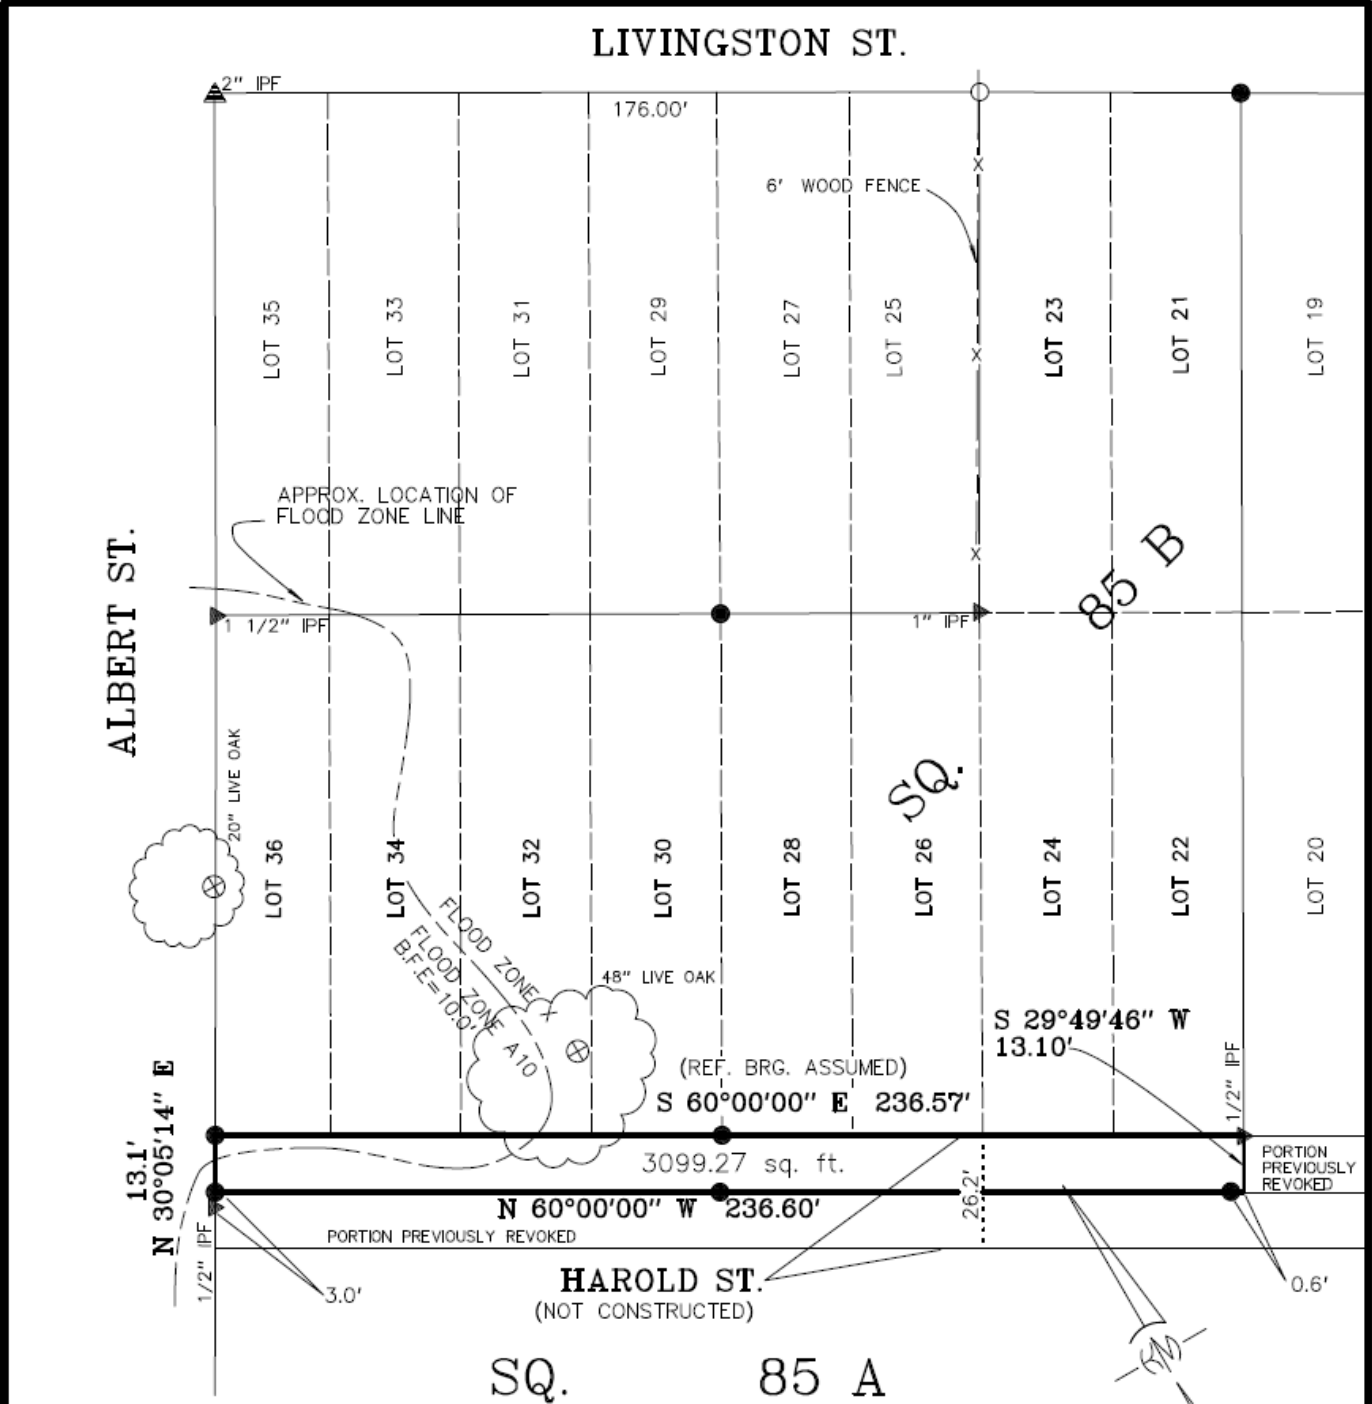 LIVINGSTON ST.
2" IPF
176.00'
6' WOOD FENCE
LOT 35
LOT 33
LOT 31
LOT 29
LOT 27
LOT 25
LOT 23
LOT 21
LOT 19
APPROX. LOCATION OF
FLOOD ZONE LINE
ALBERT ST.
85 B
1 1/2" IPF
1" IPF
SQ.
20" LIVE OAK
LOT 36
LOT 34
LOT 32
LOT 30
LOT 28
LOT 26
LOT 24
LOT 22
LOT 20
FLOOD ZONE X
FLOOD ZONE A10
B.F.E=10.0'
48" LIVE OAK
S 29°49'46" W
13.10'
1/2" IPF
(REF. BRG. ASSUMED)
S 60°00'00" E 236.57'
13.1'
N 30°05'14" E
3099.27 sq. ft.
26.2'
PORTION
PREVIOUSLY
REVOKED
N 60°00'00" W 236.60'
PORTION PREVIOUSLY REVOKED
1/2" IPF
3.0'
HAROLD ST.
(NOT CONSTRUCTED)
0.6'
SQ. 85 A